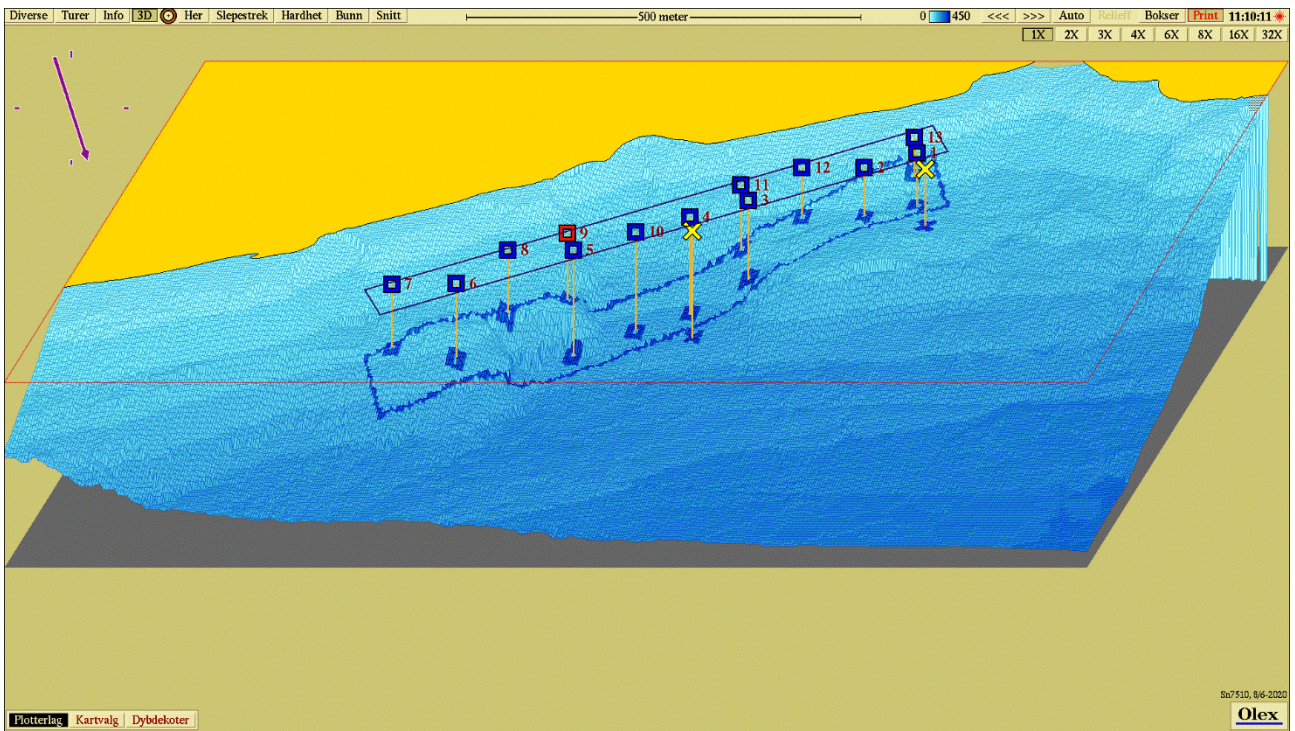 Diverse Turer Info 3D Her Slepestrek Hardhet Bunn Snitt 500 meter 0 450 <<< >>> Auto Relieff Bokser Print 11:10:11
1X 2X 3X 4X 6X 8X 16X 32X
13
1
11 12 2
3
4
9 10
8 5
7 6
Sn7510, 8/6-2020
Plotterlag Kartvalg Dybdekoter Olex